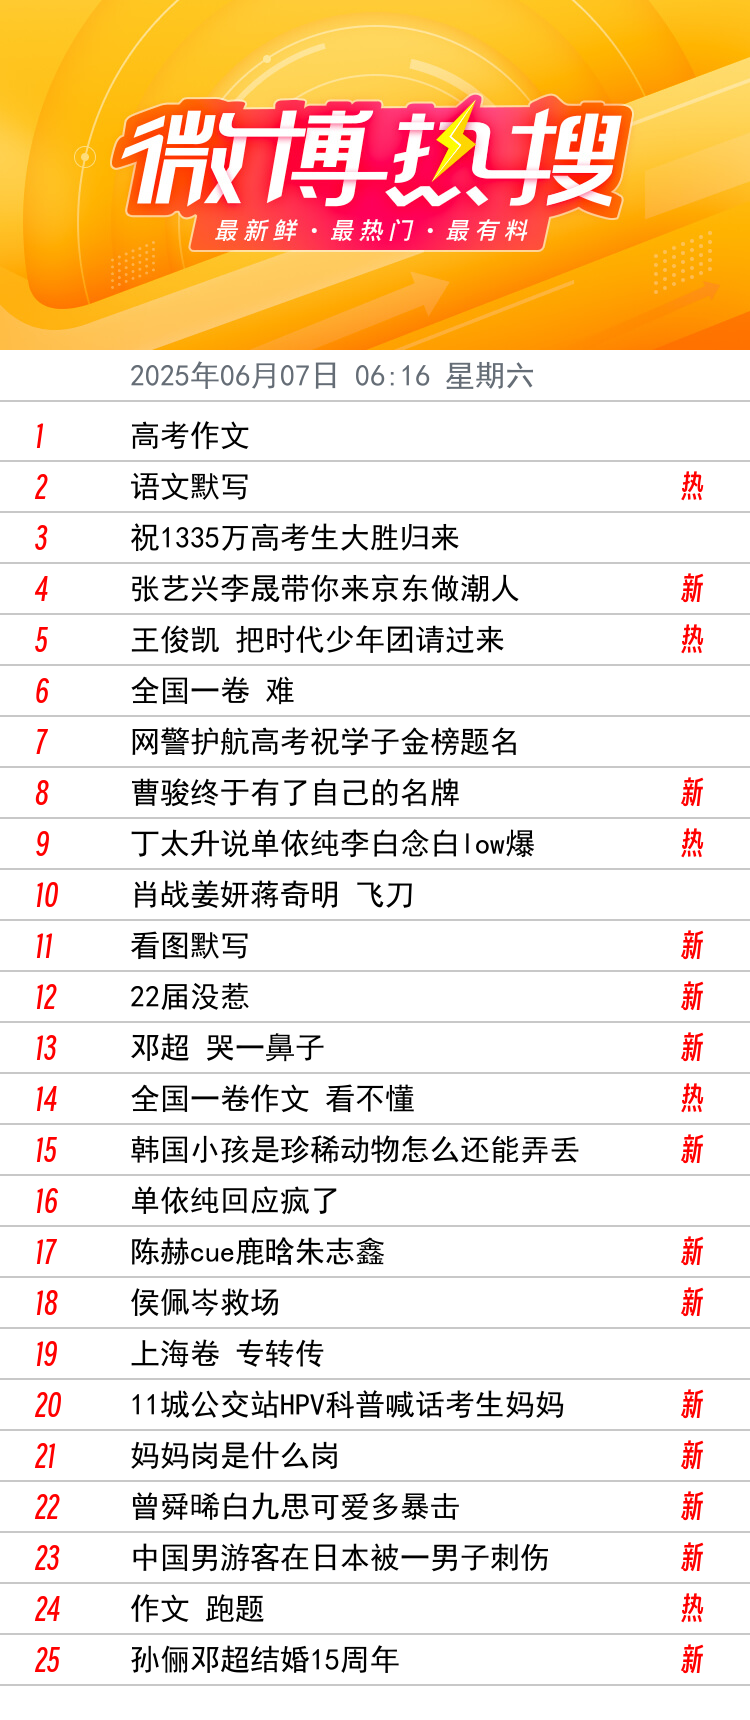 微博热搜
最新鲜·最热门·最有料
2025年06月07日 06:16 星期六
1 高考作文
2 语文默写 热
3 祝1335万高考生大胜归来
4 张艺兴李晟带你来京东做潮人 新
5 王俊凯 把时代少年团请过来 热
6 全国一卷 难
7 网警护航高考祝学子金榜题名
8 曹骏终于有了自己的名牌 新
9 丁太升说单依纯李白念白low爆 热
10 肖战姜妍蒋奇明 飞刀
11 看图默写 新
12 22届没惹 新
13 邓超 哭一鼻子 新
14 全国一卷作文 看不懂 热
15 韩国小孩是珍稀动物怎么还能弄丢 新
16 单依纯回应疯了
17 陈赫cue鹿晗朱志鑫 新
18 侯佩岑救场 新
19 上海卷 专转传
20 11城公交站HPV科普喊话考生妈妈 新
21 妈妈岗是什么岗 新
22 曾舜晞白九思可爱多暴击 新
23 中国男游客在日本被一男子刺伤 新
24 作文 跑题 热
25 孙俪邓超结婚15周年 新